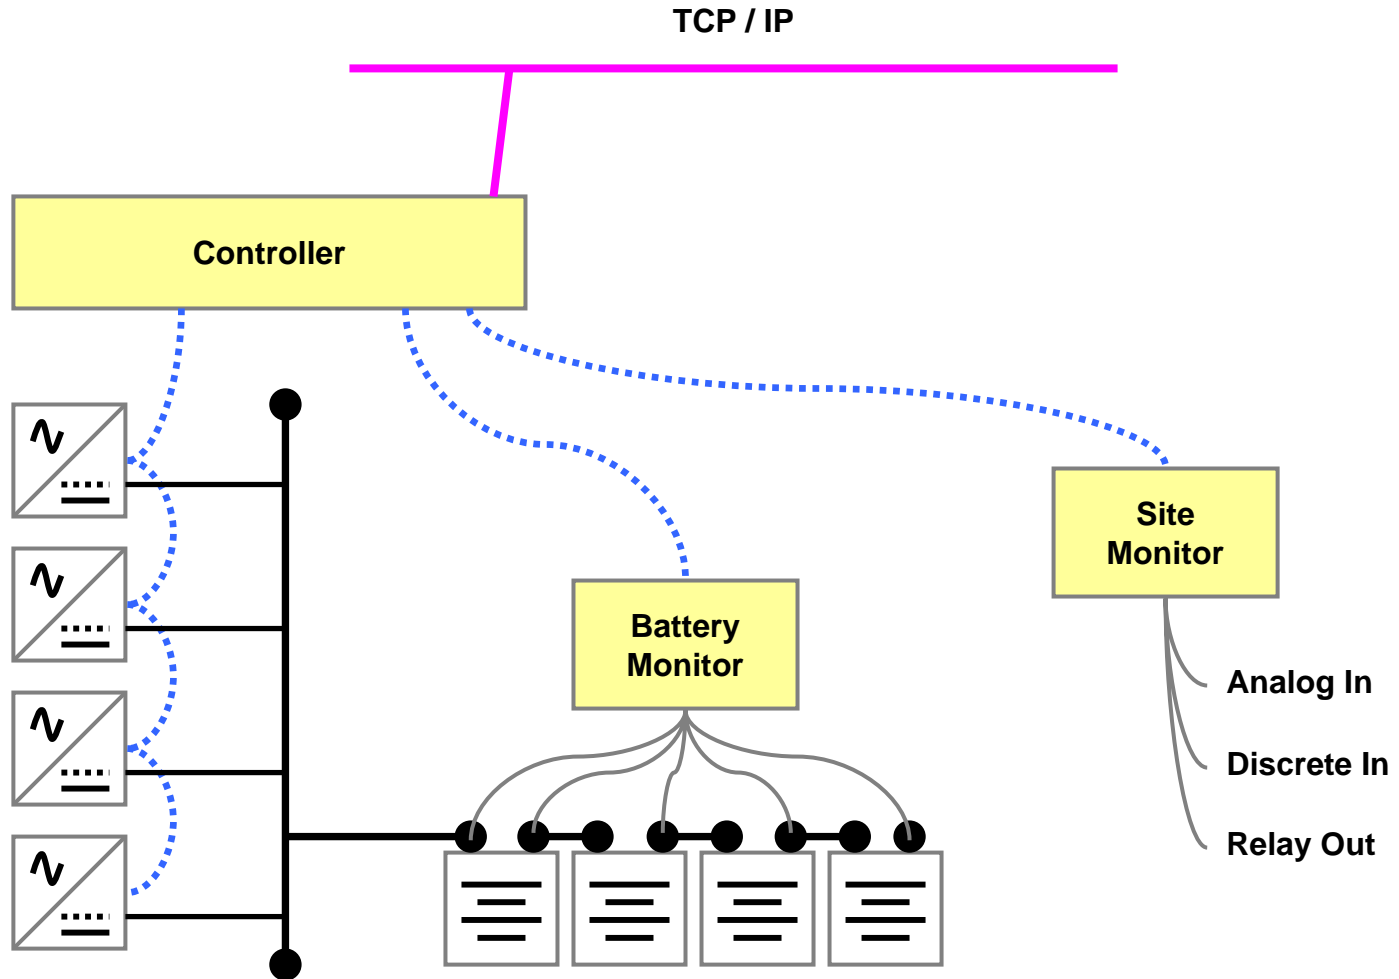 TCP / IP
Controller
Site
Monitor
Battery
Monitor
Analog In
Discrete In
Relay Out